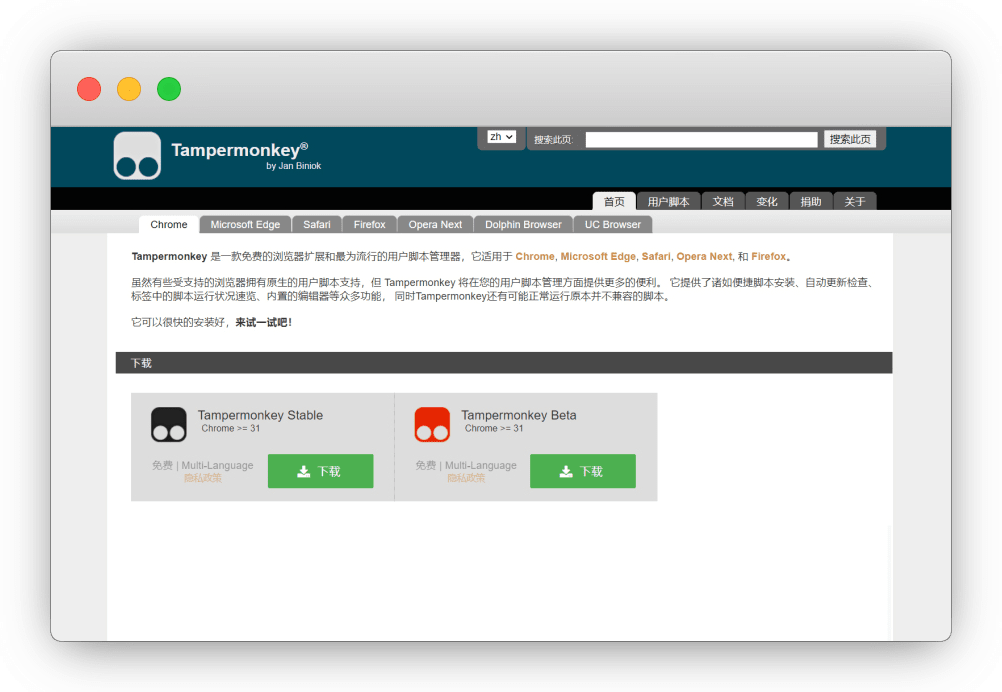 zh
搜索此页:
搜索此页
Tampermonkey®
by Jan Biniok
首页 用户脚本 文档 变化 捐助 关于
Chrome Microsoft Edge Safari Firefox Opera Next Dolphin Browser UC Browser
Tampermonkey 是一款免费的浏览器扩展和最为流行的用户脚本管理器，它适用于 Chrome, Microsoft Edge, Safari, Opera Next, 和 Firefox。
虽然有些受支持的浏览器拥有原生的用户脚本支持，但 Tampermonkey 将在您的用户脚本管理方面提供更多的便利。 它提供了诸如便捷脚本安装、自动更新检查、
标签中的脚本运行状况速览、内置的编辑器等众多功能， 同时Tampermonkey还有可能正常运行原本并不兼容的脚本。
它可以很快的安装好，来试一试吧！
下载
Tampermonkey Stable
Chrome >= 31
免费 | Multi-Language
隐私政策
下载
Tampermonkey Beta
Chrome >= 31
免费 | Multi-Language
隐私政策
下载